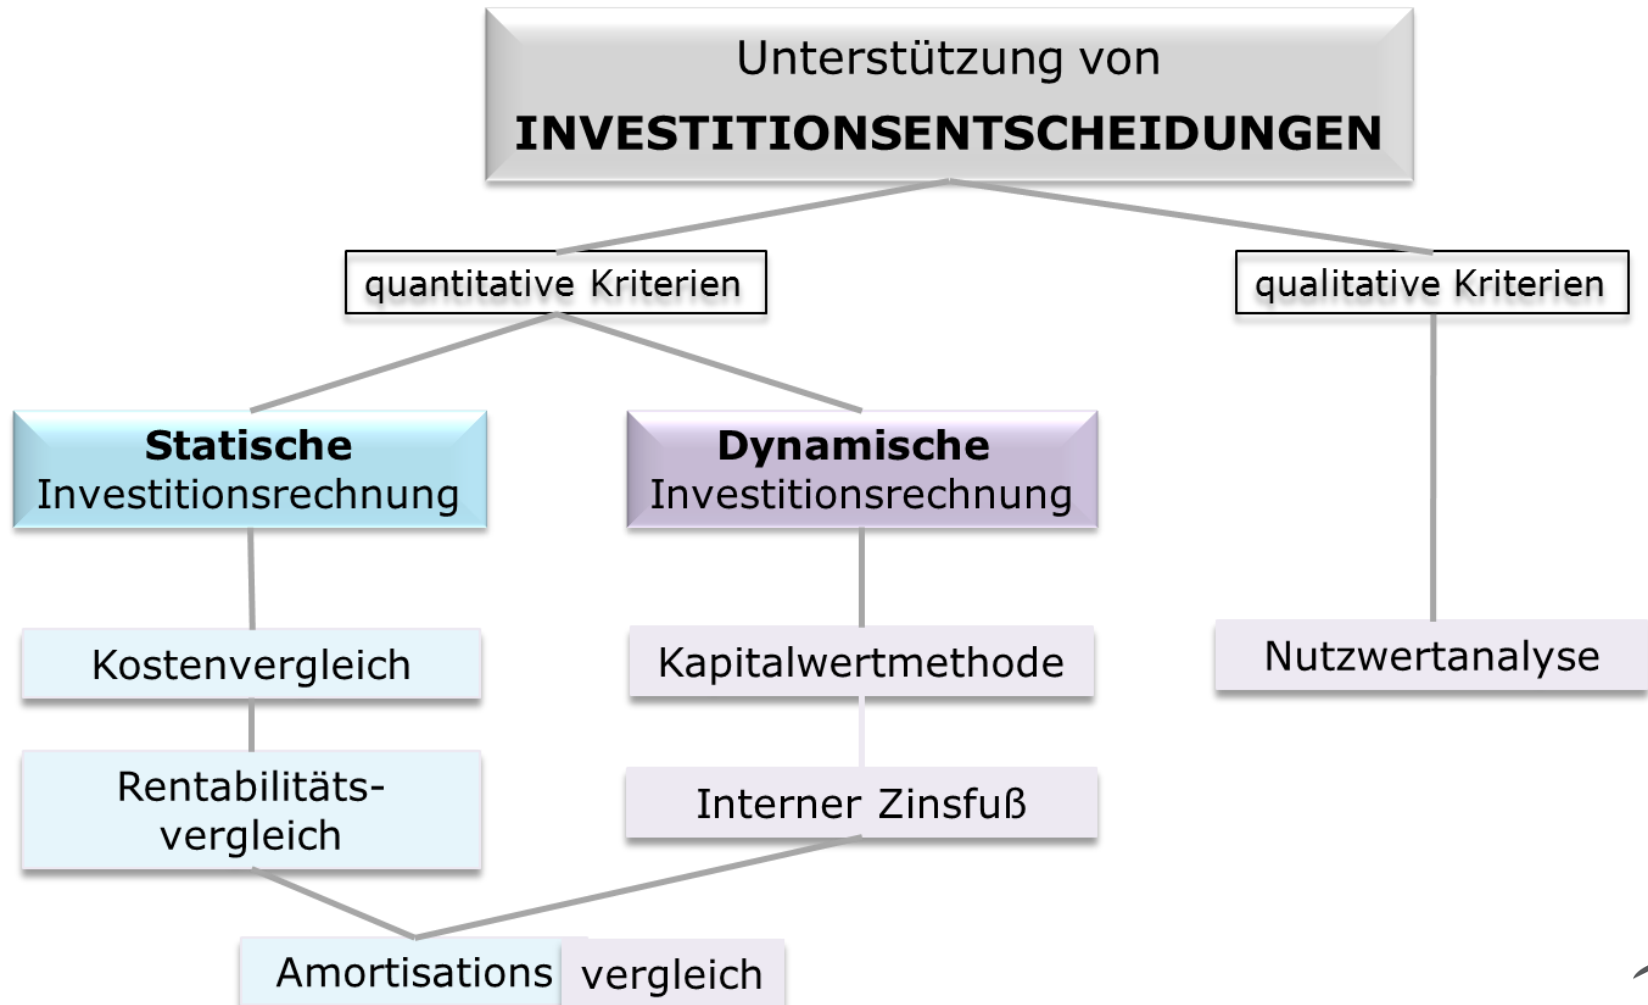 Unterstützung von
INVESTITIONSENTSCHEIDUNGEN
quantitative Kriterien
qualitative Kriterien
Statische
Investitionsrechnung
Dynamische
Investitionsrechnung
Kostenvergleich
Kapitalwertmethode
Nutzwertanalyse
Rentabilitäts-
vergleich
Interner Zinsfuß
Amortisations vergleich